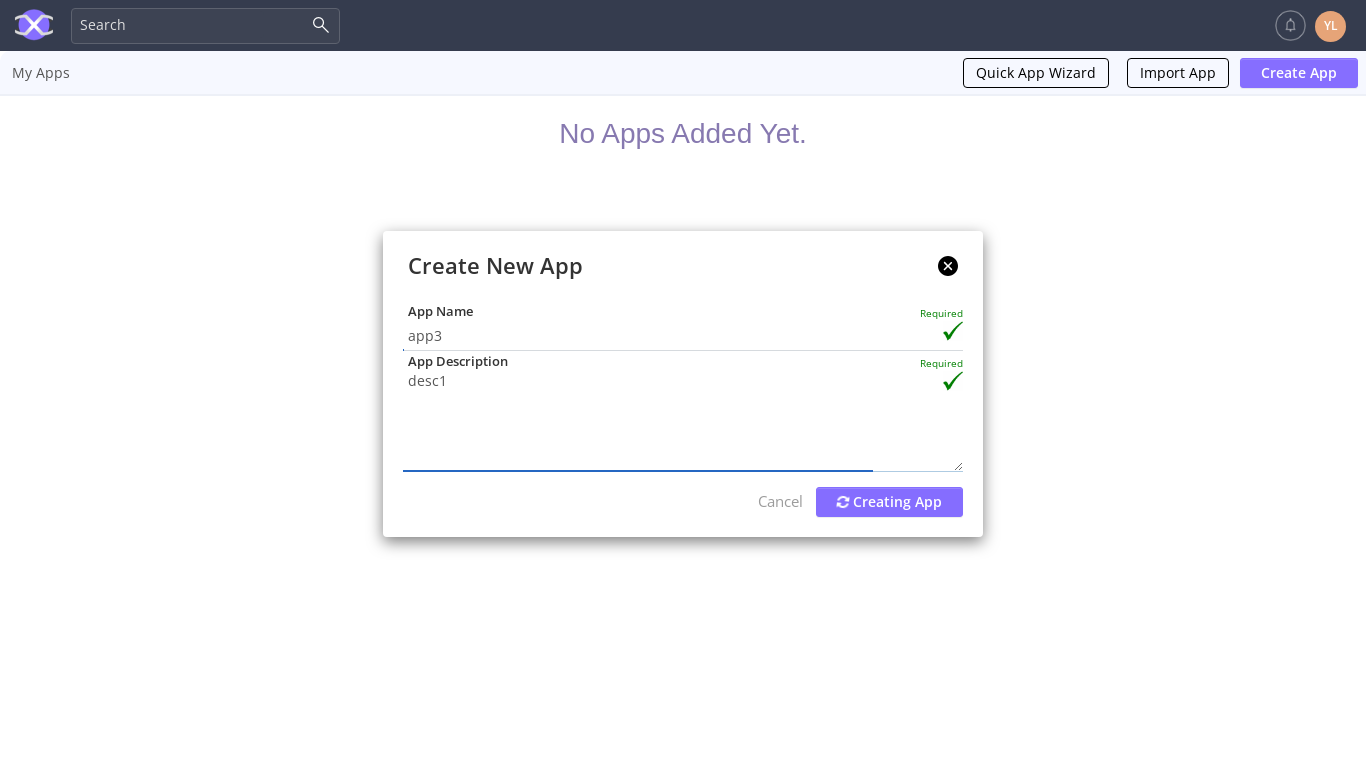 Search
YL
My Apps
Quick App Wizard
Import App
Create App
No Apps Added Yet.
Create New App
App Name
Required
app3
App Description
Required
desc1
Cancel
Creating App